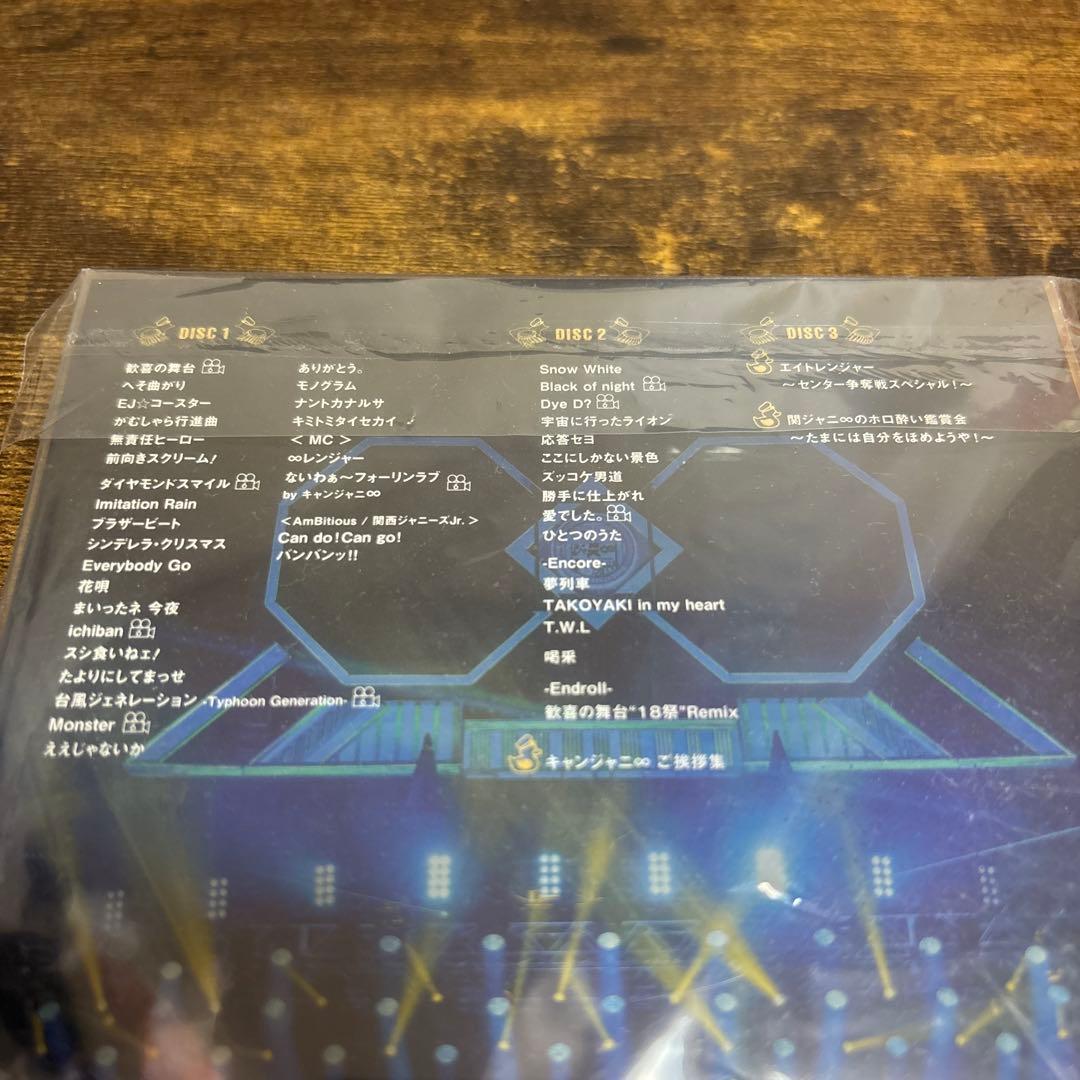 DISC 1
歓喜の舞台
へそ曲がり
EJ☆コースター
がむしゃら行進曲
無責任ヒーロー
前向きスクリーム!
ダイヤモンドスマイル
Imitation Rain
ブラザービート
シンデレラ・クリスマス
Everybody Go
花唄
まいったネ 今夜
ichiban
スシ食いねェ!
たよりにしてまっせ
台風ジェネレーション -Typhoon Generation-
Monster
ええじゃないか
ありがとう。
モノグラム
ナントカナルサ
キミトミタイセカイ
< MC >
∞レンジャー
ないわぁ〜フォーリンラブ
by キャンジャニ∞
<AmBitious / 関西ジャニーズJr.>
Can do!Can go!
バンバンッ!!
DISC 2
Snow White
Black of night
Dye D?
宇宙に行ったライオン
応答セヨ
ここにしかない景色
ズッコケ男道
勝手に仕上がれ
愛でした。
ひとつのうた
-Encore-
夢列車
TAKOYAKI in my heart
T.W.L
喝采
-Endroll-
歓喜の舞台“18祭”Remix
キャンジャニ∞ ご挨拶集
DISC 3
エイトレンジャー
〜センター争奪戦スペシャル!〜
関ジャニ∞のホロ酔い鑑賞会
〜たまには自分をほめようや!〜